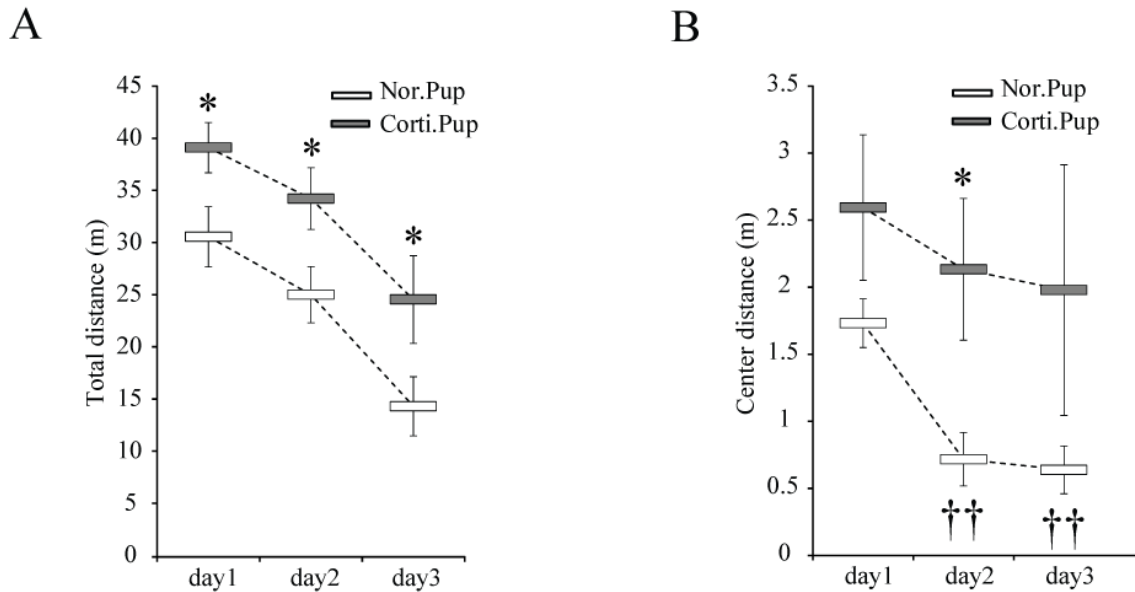 A
Total distance (m)
45
40
35
30
25
20
15
10
5
0
Nor.Pup
Corti.Pup
*
*
*
day1 day2 day3
B
Center distance (m)
3.5
3
2.5
2
1.5
1
0.5
0
Nor.Pup
Corti.Pup
*
†† ††
day1 day2 day3